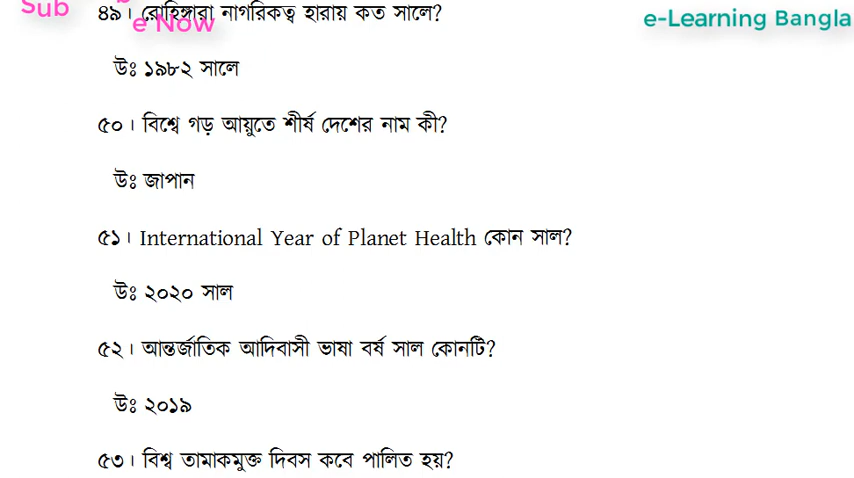 Sub
e Now
e-Learning Bangla
৪৯। রোহিঙ্গারা নাগরিকত্ব হারায় কত সালে?
উঃ ১৯৮২ সালে
৫০। বিশ্বে গড় আয়ুতে শীর্ষ দেশের নাম কী?
উঃ জাপান
৫১। International Year of Planet Health কোন সাল?
উঃ ২০২০ সাল
৫২। আন্তর্জাতিক আদিবাসী ভাষা বর্ষ সাল কোনটি?
উঃ ২০১৯
৫৩। বিশ্ব তামাকমুক্ত দিবস কবে পালিত হয়?